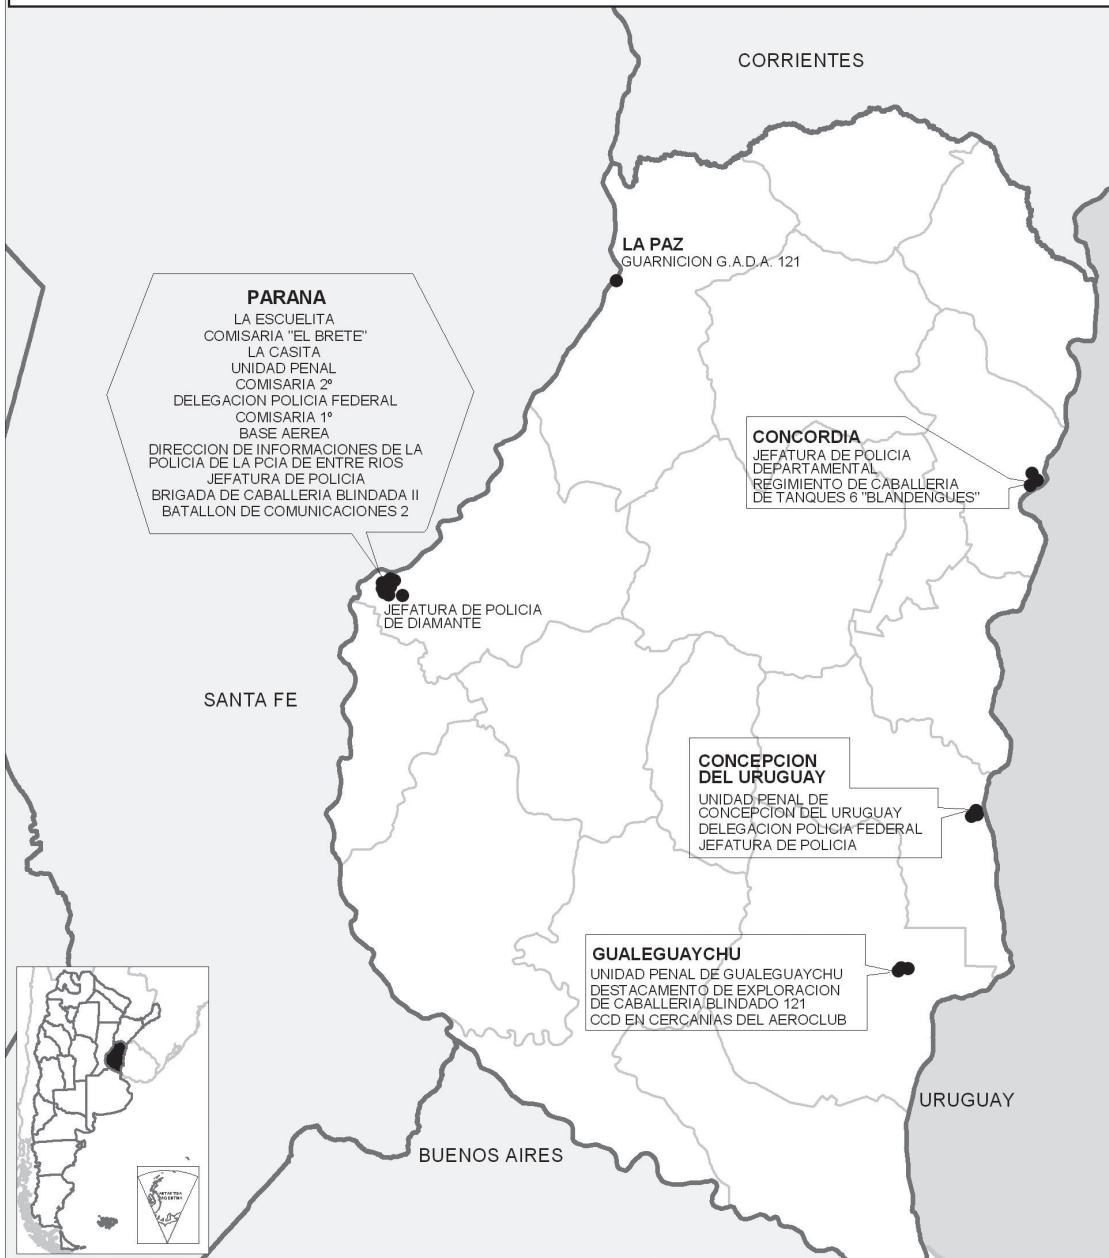 CORRIENTES
LA PAZ
GUARNICION G.A.D.A. 121
PARANA
LA ESCUELITA
COMISARIA "EL BRETE"
LA CASITA
UNIDAD PENAL
COMISARIA 2º
DELEGACION POLICIA FEDERAL
COMISARIA 1º
BASE AEREA
DIRECCION DE INFORMACIONES DE LA
POLICIA DE LA PCIA DE ENTRE RIOS
JEFATURA DE POLICIA
BRIGADA DE CABALLERIA BLINDADA II
BATALLON DE COMUNICACIONES 2
CONCORDIA
JEFATURA DE POLICIA
DEPARTAMENTAL
REGIMIENTO DE CABALLERIA
DE TANQUES 6 "BLANDENGUES"
JEFATURA DE POLICIA
DE DIAMANTE
SANTA FE
CONCEPCION
DEL URUGUAY
UNIDAD PENAL DE
CONCEPCION DEL URUGUAY
DELEGACION POLICIA FEDERAL
JEFATURA DE POLICIA
GUALEGUAYCHU
UNIDAD PENAL DE GUALEGUAYCHU
DESTACAMENTO DE EXPLORACION
DE CABALLERIA BLINDADO 121
CCD EN CERCANIAS DEL AEROCLUB
URUGUAY
BUENOS AIRES
ANTARTIDA
ARGENTINA